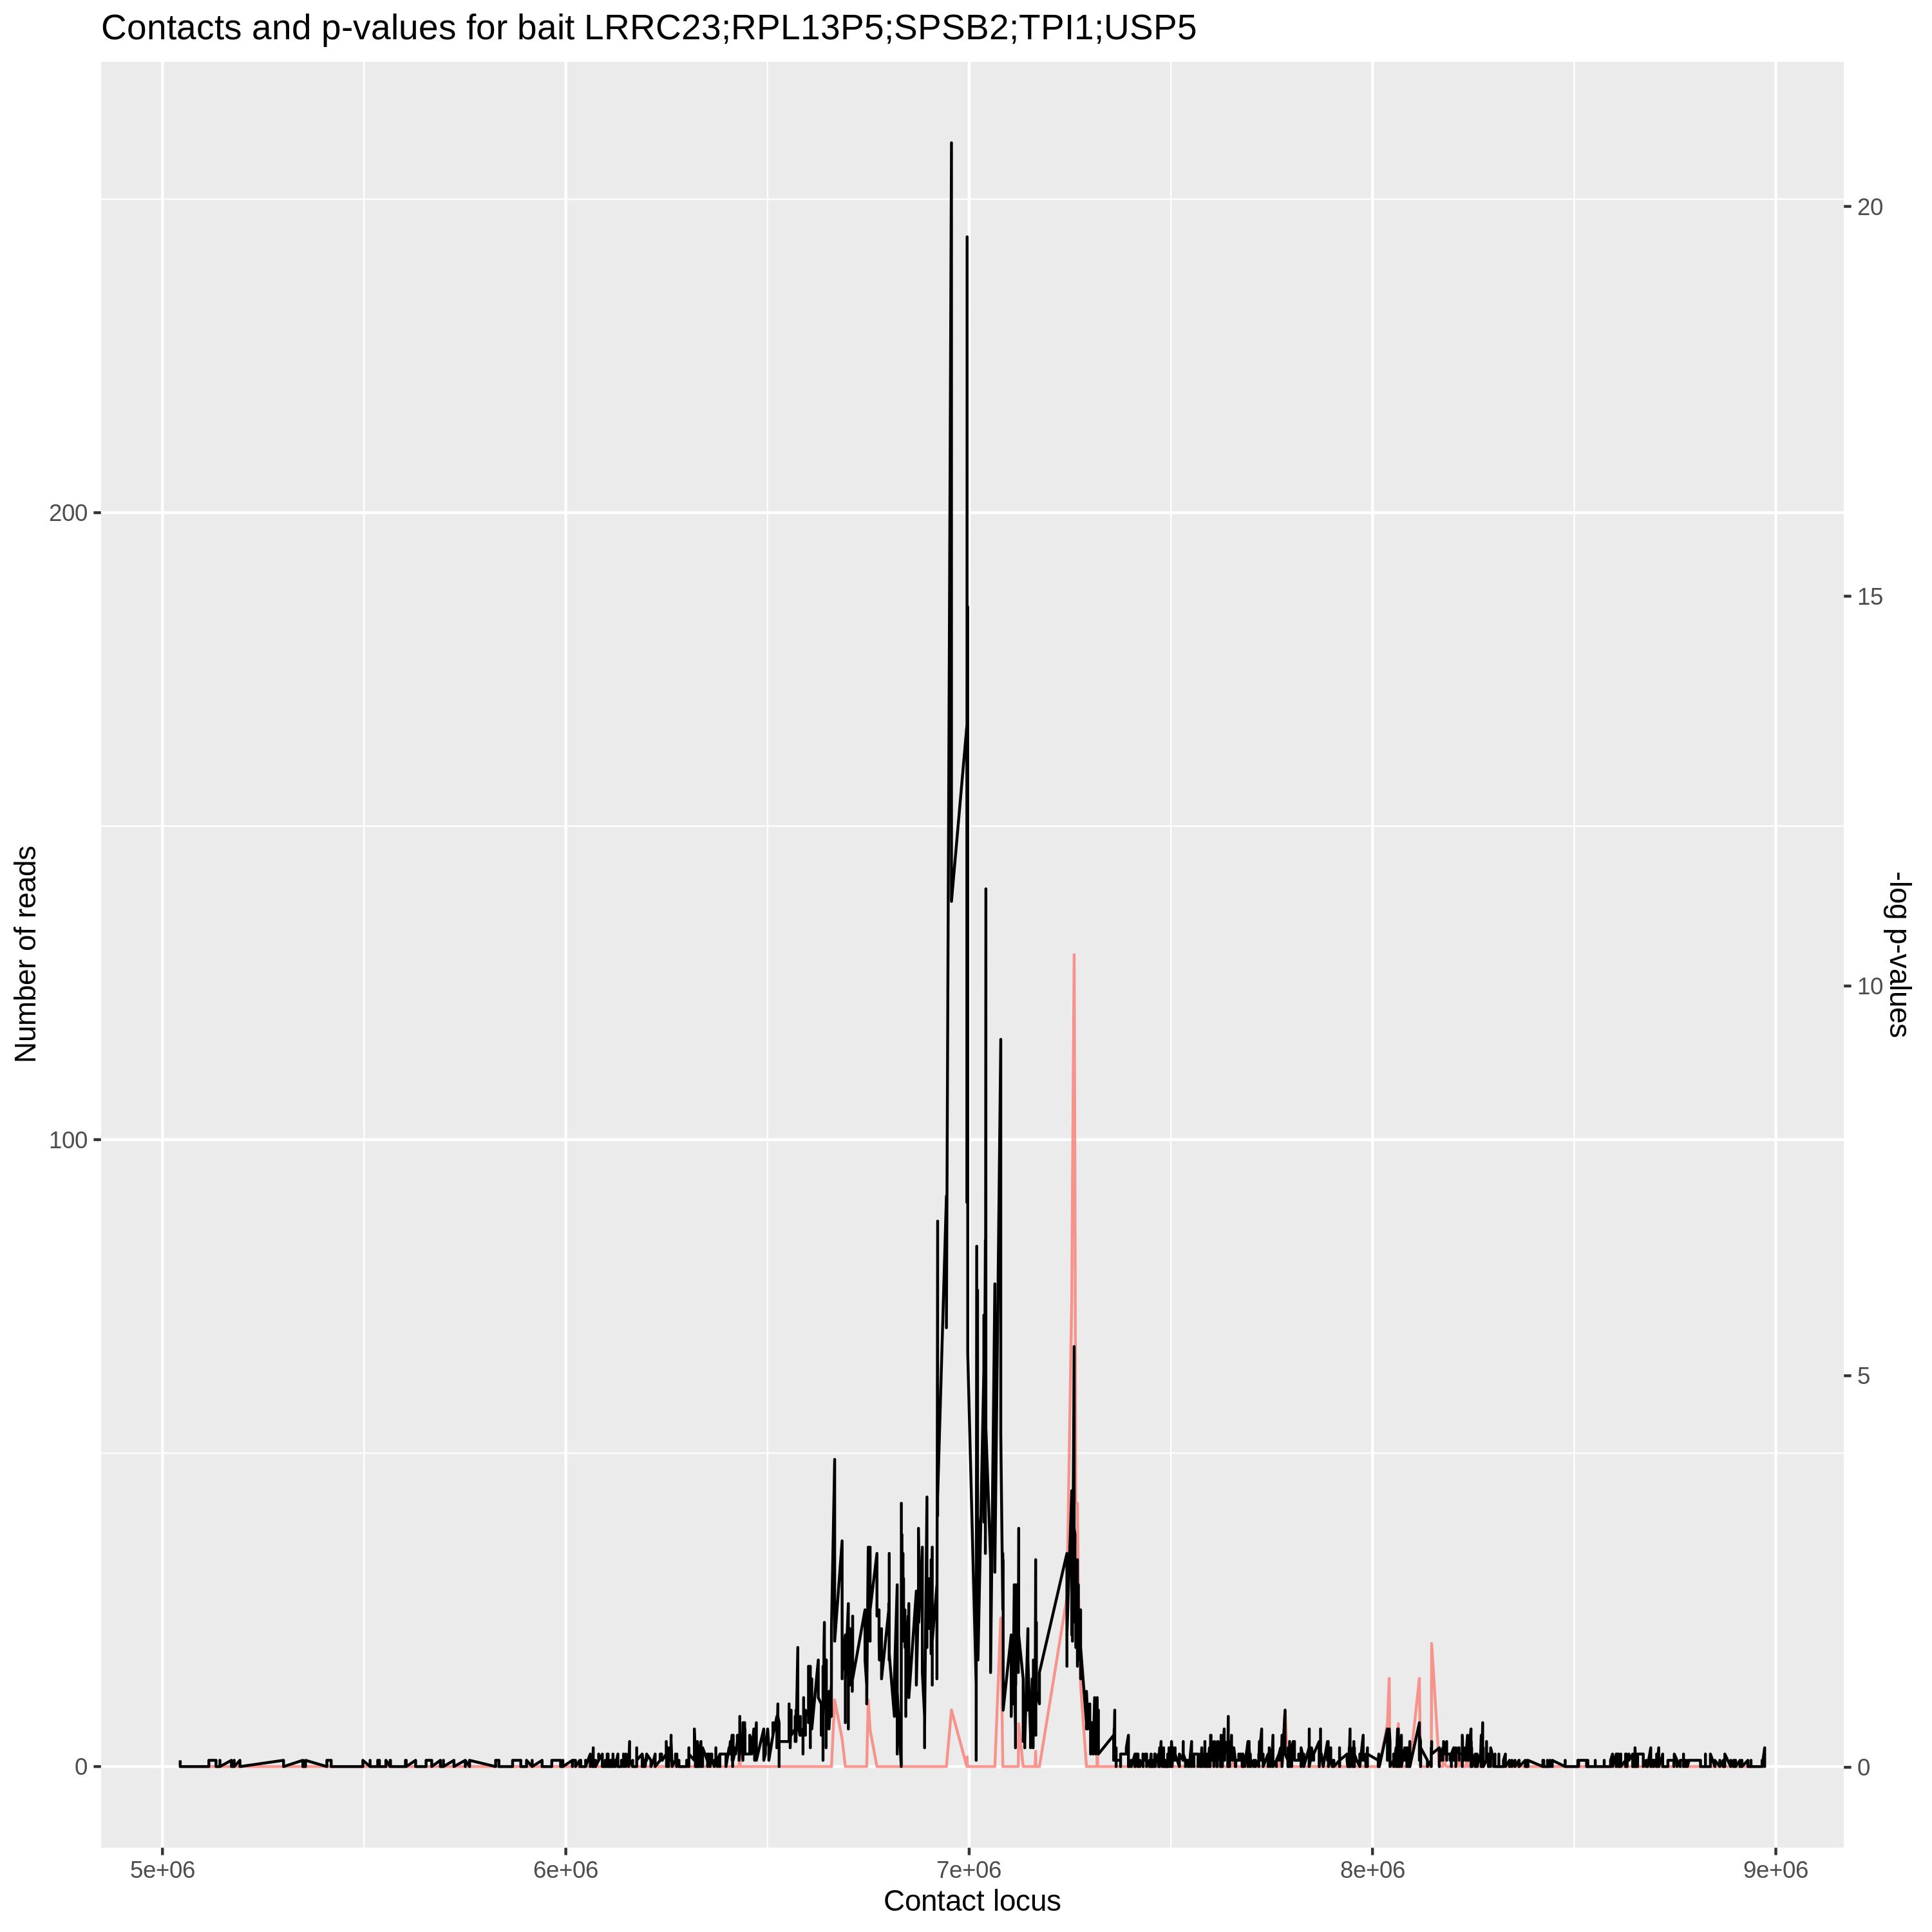 Contacts and p-values for bait LRRC23;RPL13P5;SPSB2;TPI1;USP5
Number of reads
200
100
0
20
15
10
5
0
-log p-values
5e+06
6e+06
7e+06
8e+06
9e+06
Contact locus